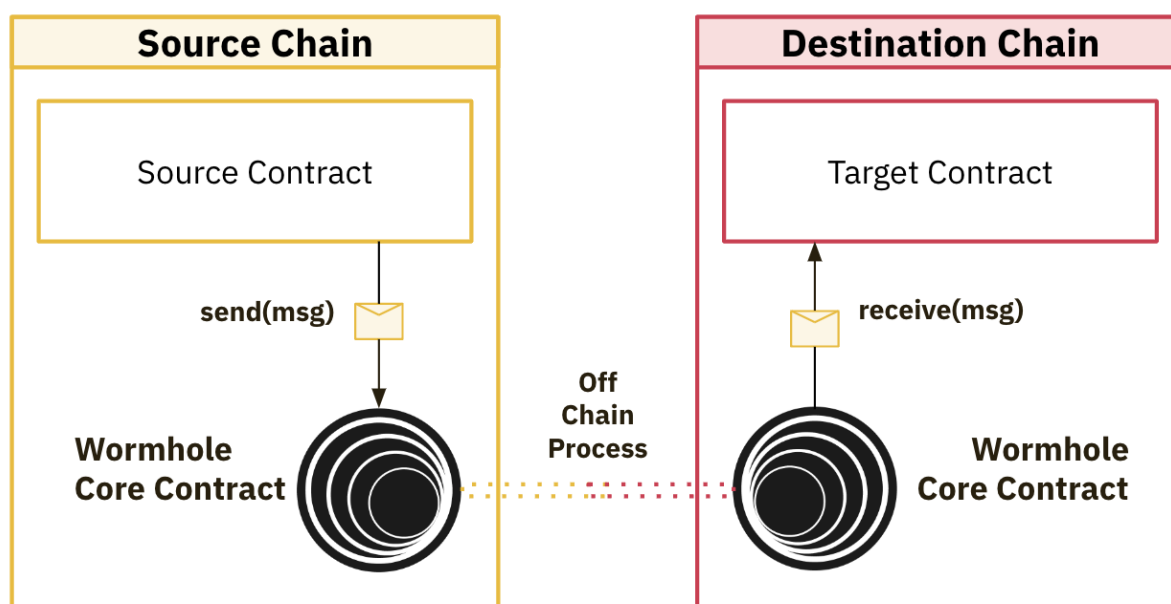 Source Chain
Source Contract
send(msg)
Wormhole
Core Contract
Off
Chain
Process
Destination Chain
Target Contract
receive(msg)
Wormhole
Core Contract